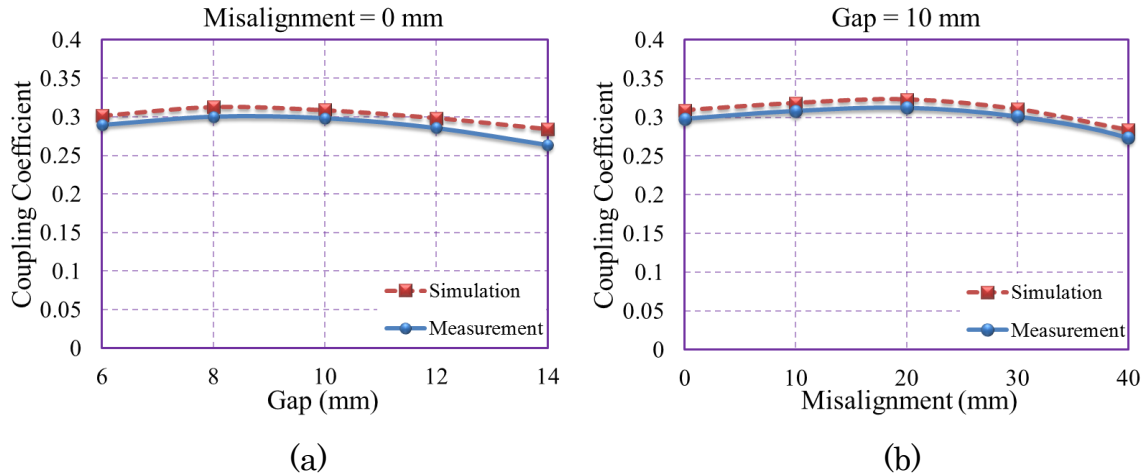 Misalignment = 0 mm
Coupling Coefficient
0.4
0.35
0.3
0.25
0.2
0.15
0.1
0.05
0
Simulation
Measurement
6 8 10 12 14
Gap (mm)
(a)
Gap = 10 mm
Coupling Coefficient
0.4
0.35
0.3
0.25
0.2
0.15
0.1
0.05
0
Simulation
Measurement
0 10 20 30 40
Misalignment (mm)
(b)